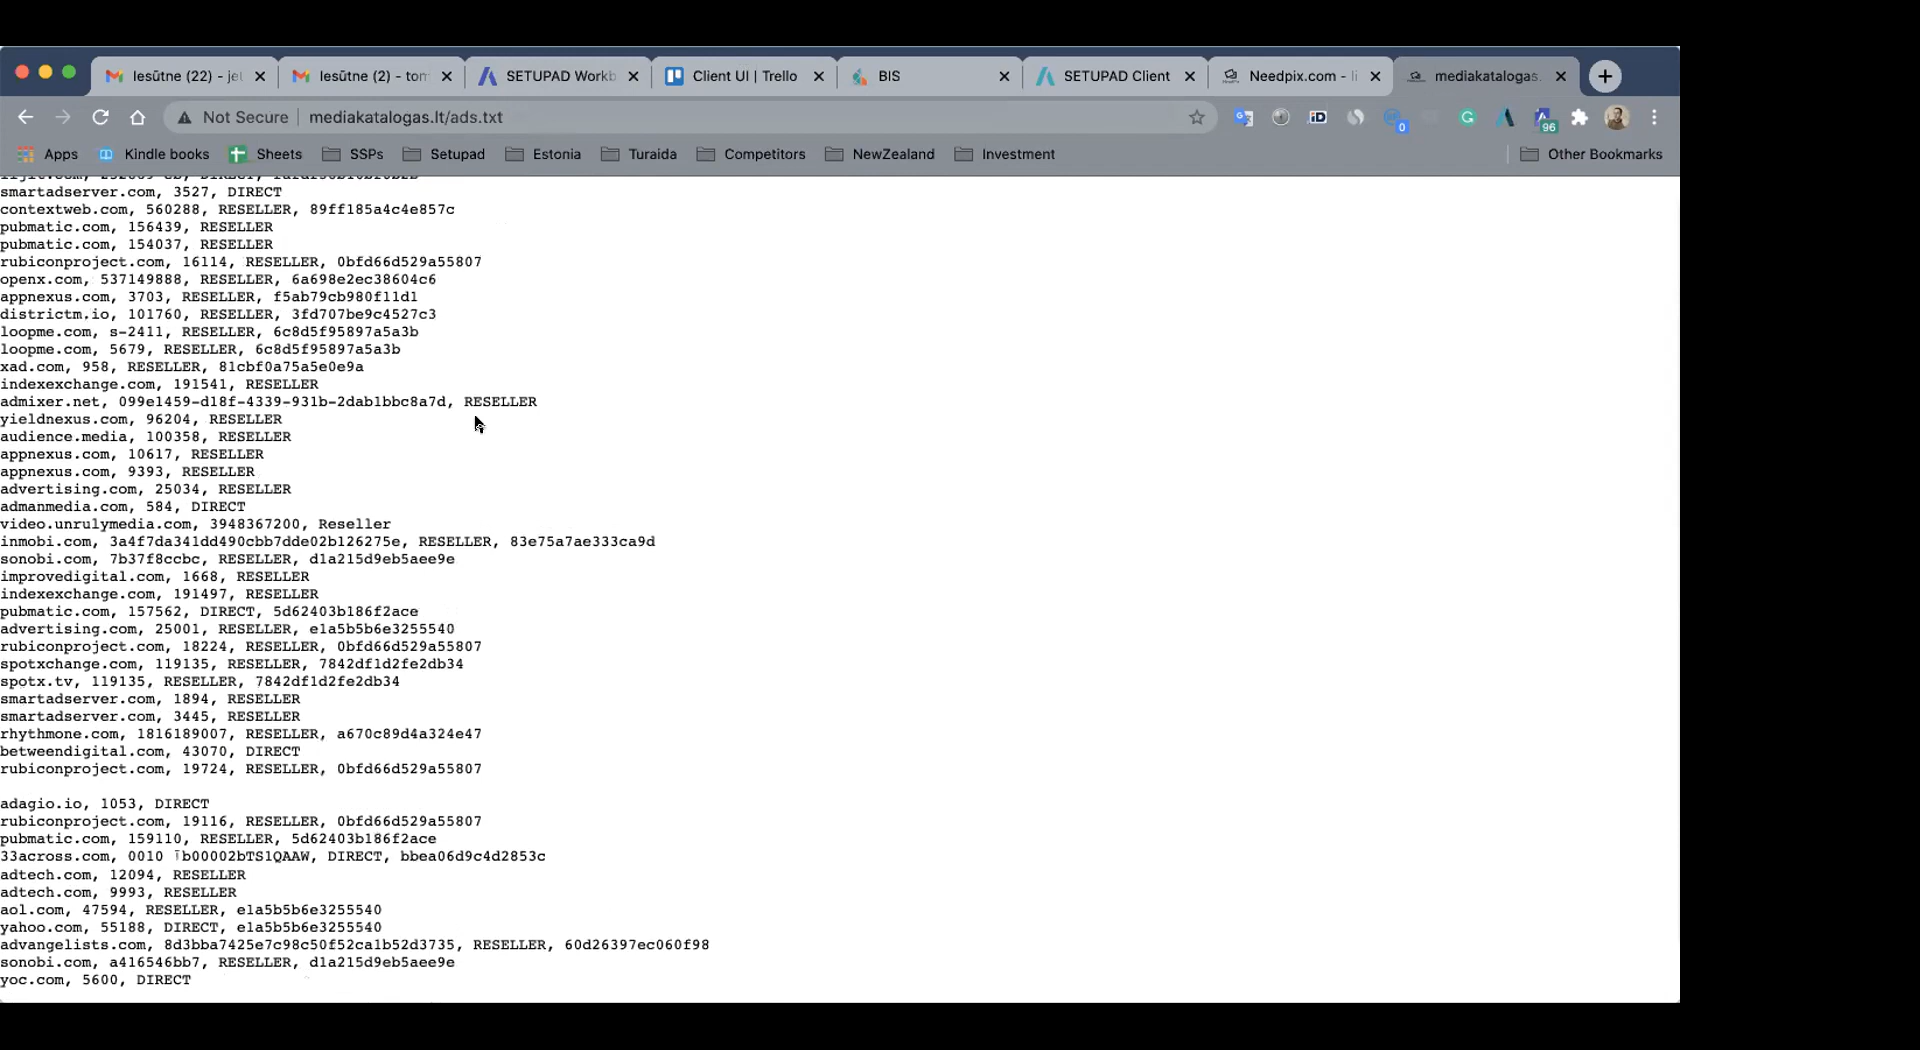 Iesūtne (22) - jel
Iesūtne (2) - tom
SETUPAD Workb
Client UI | Trello
BIS
SETUPAD Client
Needpix.com - li
mediakatalogas.
Not Secure | mediakatalogas.lt/ads.txt
iD
0
96
Apps
Kindle books
Sheets
SSPs
Setupad
Estonia
Turaida
Competitors
NewZealand
Investment
Other Bookmarks
smartadserver.com, 3527, DIRECT
contextweb.com, 560288, RESELLER, 89ff185a4c4e857c
pubmatic.com, 156439, RESELLER
pubmatic.com, 154037, RESELLER
rubiconproject.com, 16114, RESELLER, 0bfd66d529a55807
openx.com, 537149888, RESELLER, 6a698e2ec38604c6
appnexus.com, 3703, RESELLER, f5ab79cb980f11d1
districtm.io, 101760, RESELLER, 3fd707be9c4527c3
loopme.com, s-2411, RESELLER, 6c8d5f95897a5a3b
loopme.com, 5679, RESELLER, 6c8d5f95897a5a3b
xad.com, 958, RESELLER, 81cbf0a75a5e0e9a
indexexchange.com, 191541, RESELLER
admixer.net, 099e1459-d18f-4339-931b-2dab1bbc8a7d, RESELLER
yieldnexus.com, 96204, RESELLER
audience.media, 100358, RESELLER
appnexus.com, 10617, RESELLER
appnexus.com, 9393, RESELLER
advertising.com, 25034, RESELLER
admanmedia.com, 584, DIRECT
video.unrulymedia.com, 3948367200, Reseller
inmobi.com, 3a4f7da341dd490cbb7dde02b126275e, RESELLER, 83e75a7ae333ca9d
sonobi.com, 7b37f8ccbc, RESELLER, d1a215d9eb5aee9e
improvedigital.com, 1668, RESELLER
indexexchange.com, 191497, RESELLER
pubmatic.com, 157562, DIRECT, 5d62403b186f2ace
advertising.com, 25001, RESELLER, e1a5b5b6e3255540
rubiconproject.com, 18224, RESELLER, 0bfd66d529a55807
spotxchange.com, 119135, RESELLER, 7842df1d2fe2db34
spotx.tv, 119135, RESELLER, 7842df1d2fe2db34
smartadserver.com, 1894, RESELLER
smartadserver.com, 3445, RESELLER
rhythmone.com, 1816189007, RESELLER, a670c89d4a324e47
betweendigital.com, 43070, DIRECT
rubiconproject.com, 19724, RESELLER, 0bfd66d529a55807
adagio.io, 1053, DIRECT
rubiconproject.com, 19116, RESELLER, 0bfd66d529a55807
pubmatic.com, 159110, RESELLER, 5d62403b186f2ace
33across.com, 0010 b00002bTS1QAAW, DIRECT, bbea06d9c4d2853c
adtech.com, 12094, RESELLER
adtech.com, 9993, RESELLER
aol.com, 47594, RESELLER, e1a5b5b6e3255540
yahoo.com, 55188, DIRECT, e1a5b5b6e3255540
advangelists.com, 8d3bba7425e7c98c50f52ca1b52d3735, RESELLER, 60d26397ec060f98
sonobi.com, a416546bb7, RESELLER, d1a215d9eb5aee9e
yoc.com, 5600, DIRECT